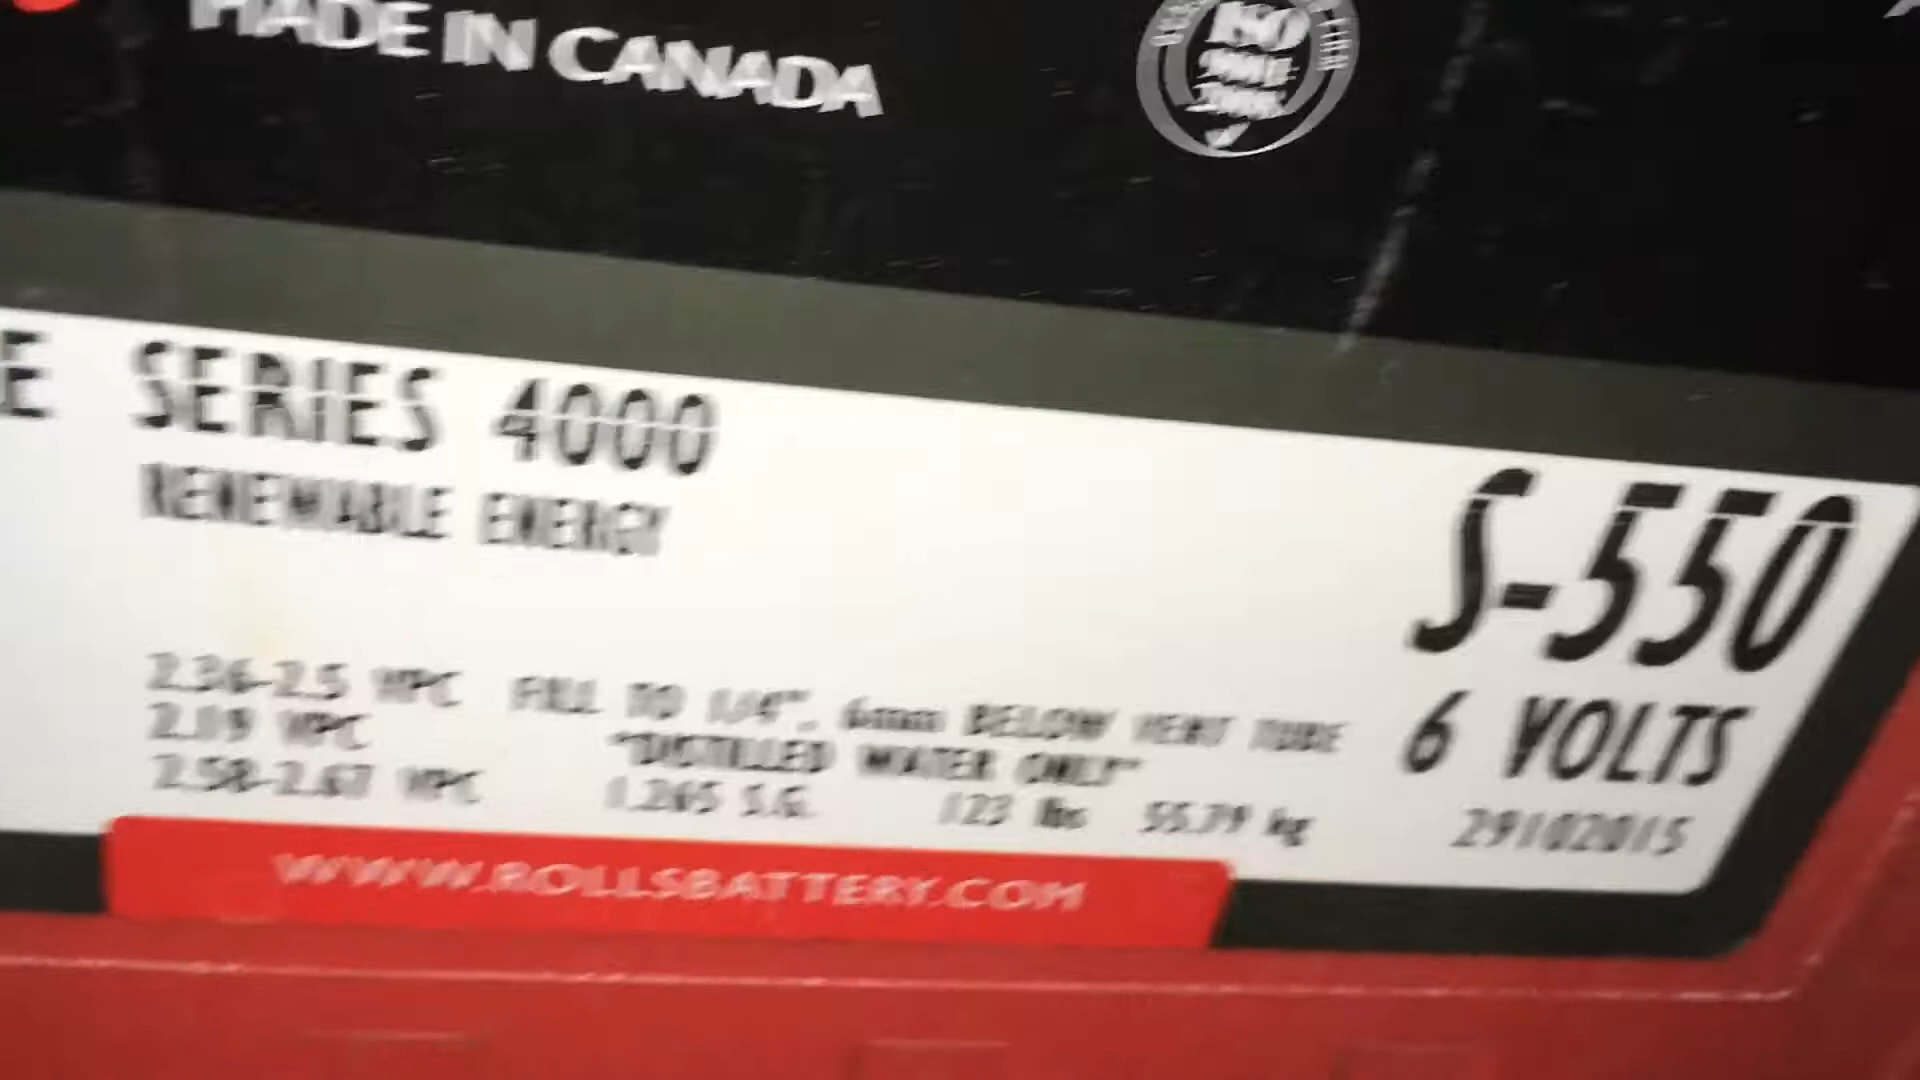 MADE IN CANADA
ISO
E SERIES 4000
RENEWABLE ENERGY
S-550
2.36-2.5 VPC FILL TO 1/4", 6mm BELOW VENT TUBE
6 VOLTS
2.19 VPC "DISTILLED WATER ONLY"
2.58-2.67 VPC 1.265 S.G. 123 lbs 55.79 kg 29102015
WWW.ROLLSBATTERY.COM